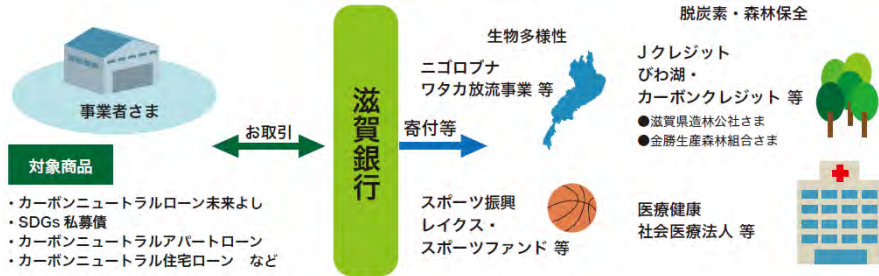 事業者さま
対象商品
・カーボンニュートラルローン未来よし
・SDGs 私募債
・カーボンニュートラルアパートローン
・カーボンニュートラル住宅ローン　など
お取引
滋賀銀行
寄付等
生物多様性
ニゴロブナ
ワタカ放流事業 等
脱炭素・森林保全
Jクレジット
びわ湖・
カーボンクレジット 等
●滋賀県造林公社さま
●金勝生産森林組合さま
スポーツ振興
レイクス・
スポーツファンド 等
医療健康
社会医療法人 等